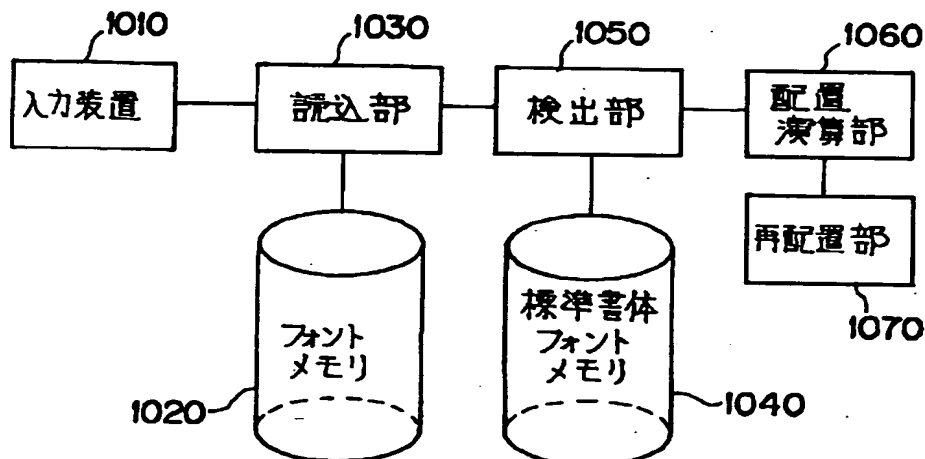 1010
1030
1050
1060
入力装置
読込部
検出部
配置
演算部
再配置部
1070
フォント
メモリ
1020
標準書体
フォント
メモリ
1040